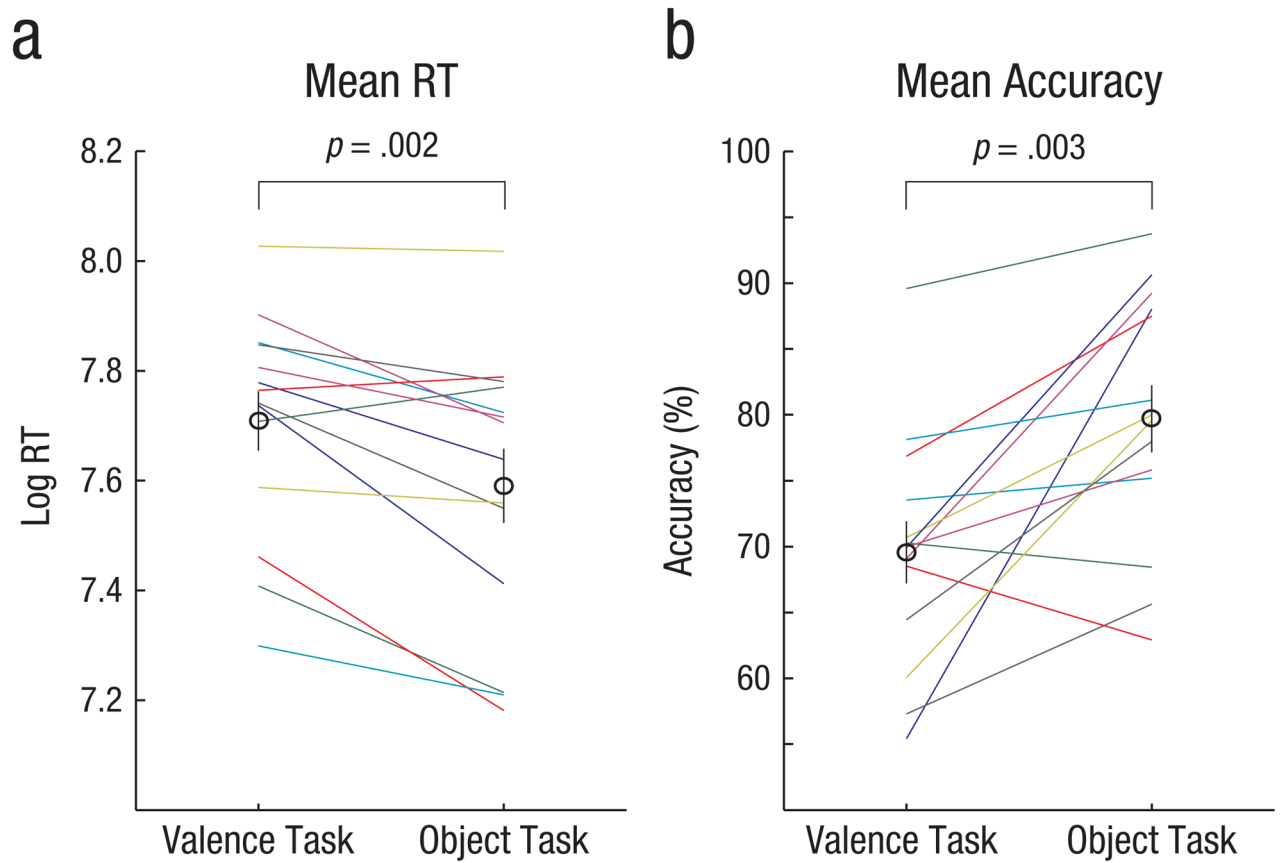 a
Mean RT
p = .002
8.2
8.0
7.8
7.6
7.4
7.2
Log RT
Valence Task
Object Task
b
Mean Accuracy
p = .003
100
90
80
70
60
Accuracy (%)
Valence Task
Object Task